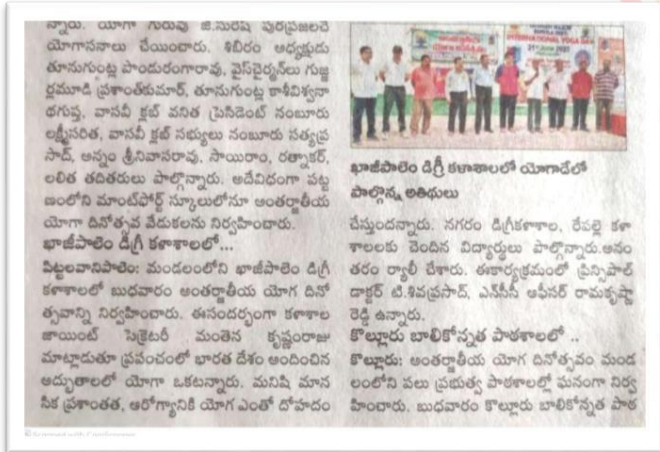 న్నారు. యోగా గురువు జి.సురేష్ పురప్రజలచే
యోగాసనాలు చేయించారు. శిబిరం అధ్యక్షుడు
తూనుగుంట్ల పాండురంగారావు, వైస్‌చైర్మన్‌లు గుజ్జ
ర్లమూడి ప్రశాంత్‌కుమార్, తూనుగుంట్ల కాశీవిశ్వనా
థగుప్త, వాసవీ క్లబ్ వనిత ప్రెసిడెంట్ నంబూరు
లక్ష్మీసరిత, వాసవీ క్లబ్ సభ్యులు నంబూరు సత్యప్ర
సాద్, అన్నం శ్రీనివాసరావు, సాయిరాం, రత్నాకర్,
లలిత తదితరులు పాల్గొన్నారు. అదేవిధంగా పట్ట
ణంలోని మాంట్‌ఫోర్ట్ స్కూలులోనూ అంతర్జాతీయ
యోగా దినోత్సవ వేడుకలను నిర్వహించారు.
ఖాజీపాలెం డిగ్రీ కళాశాలలో...
పిట్టలవానిపాలెం: మండలంలోని ఖాజీపాలెం డిగ్రీ
కళాశాలలో బుధవారం అంతర్జాతీయ యోగ దినో
త్సవాన్ని నిర్వహించారు. ఈసందర్భంగా కళాశాల
జాయింట్ సెక్రెటరీ మంతెన కృష్ణంరాజు
మాట్లాడుతూ ప్రపంచంలో భారత దేశం అందించిన
అద్భుతాలలో యోగా ఒకటన్నారు. మనిషి మాన
సిక ప్రశాంతత, ఆరోగ్యానికి యోగ ఎంతో దోహదం
INTERNATIONAL YOGA DAY
ఖాజీపాలెం డిగ్రీ కళాశాలలో యోగాడేలో
పాల్గొన్న అతిథులు
చేస్తుందన్నారు. నగరం డిగ్రీకళాశాల, రేపల్లె కళా
శాలలకు చెందిన విద్యార్థులు పాల్గొన్నారు.అనం
తరం ర్యాలీ చేశారు. ఈకార్యక్రమంలో ప్రిన్సిపాల్
డాక్టర్ టి.శివప్రసాద్, ఎన్‌సీసీ ఆఫీసర్ రామకృష్ణా
రెడ్డి ఉన్నారు.
కొల్లూరు బాలికోన్నత పాఠశాలలో ..
కొల్లూరు: అంతర్జాతీయ యోగ దినోత్సవం మండ
లంలోని పలు ప్రభుత్వ పాఠశాలల్లో ఘనంగా నిర్వ
హించారు. బుధవారం కొల్లూరు బాలికోన్నత పాఠ